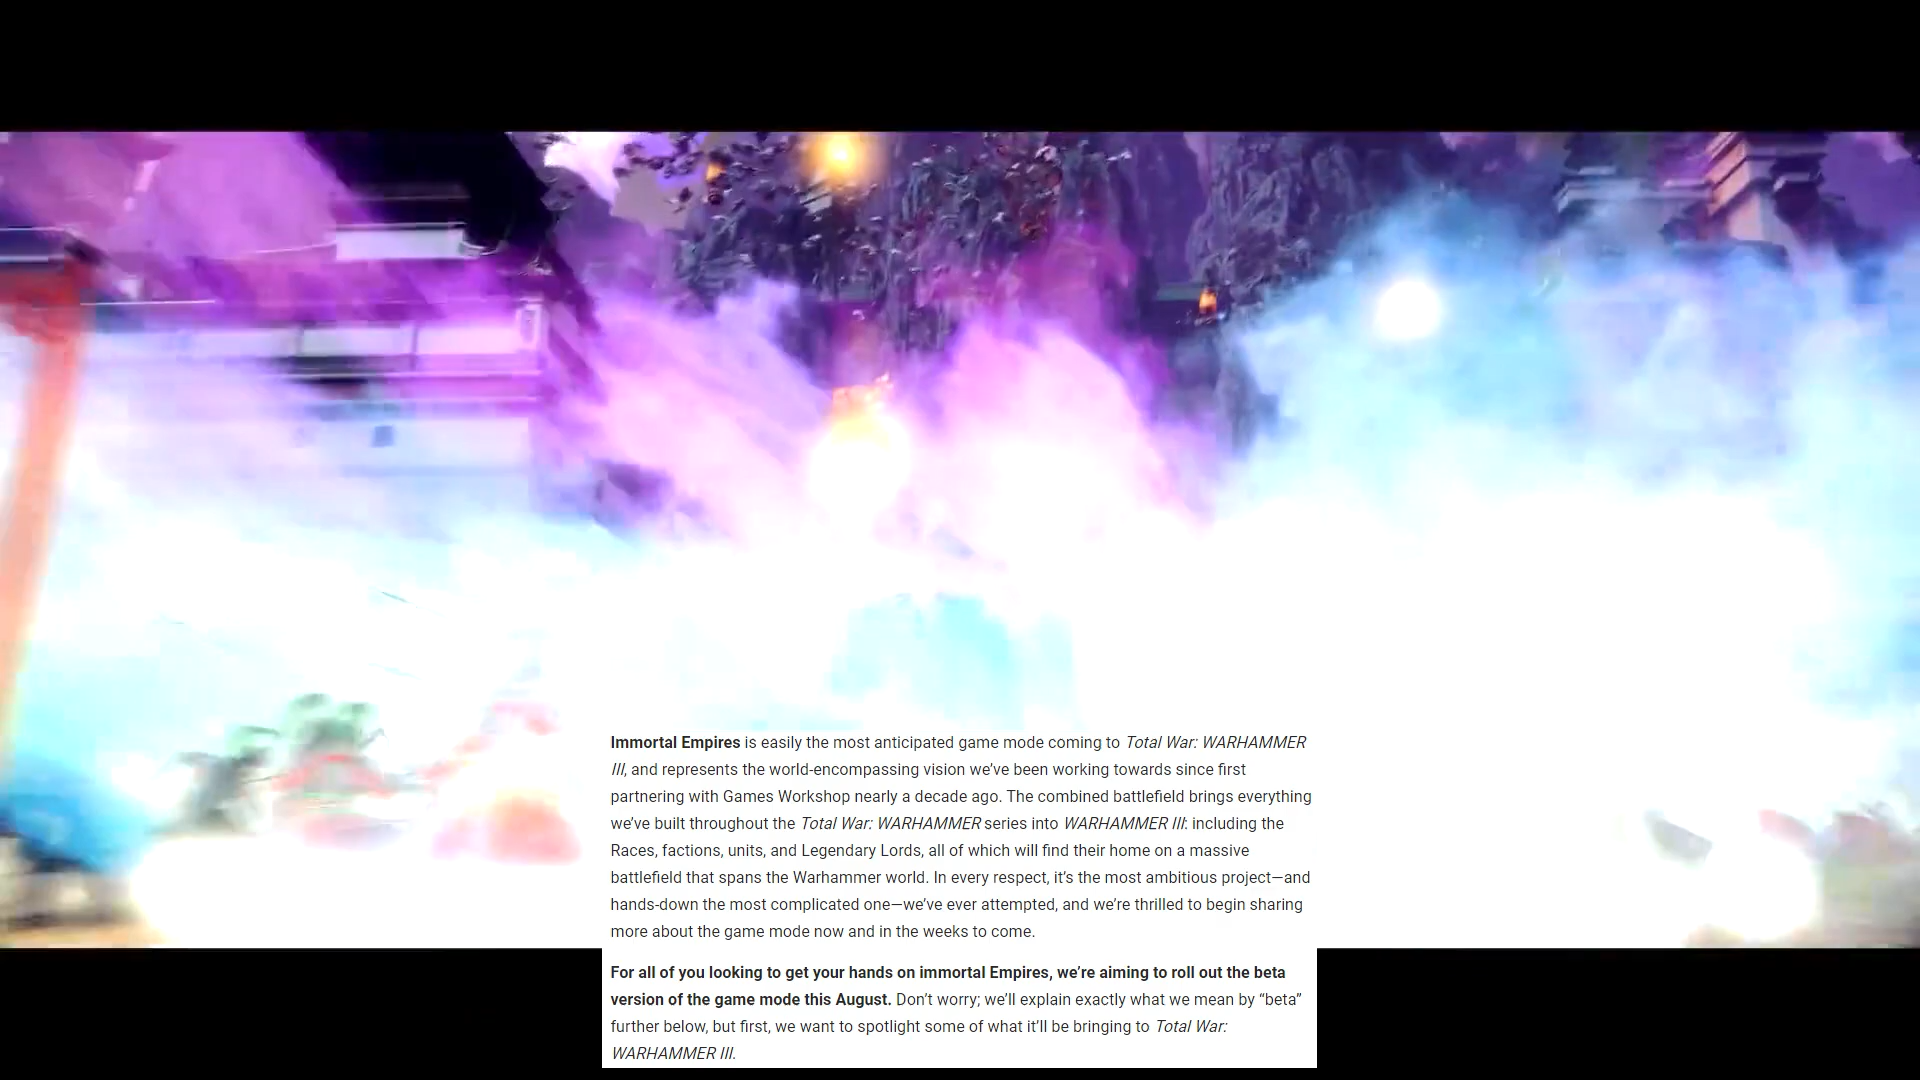 Immortal Empires is easily the most anticipated game mode coming to Total War: WARHAMMER
III, and represents the world-encompassing vision we’ve been working towards since first
partnering with Games Workshop nearly a decade ago. The combined battlefield brings everything
we’ve built throughout the Total War: WARHAMMER series into WARHAMMER III: including the
Races, factions, units, and Legendary Lords, all of which will find their home on a massive
battlefield that spans the Warhammer world. In every respect, it’s the most ambitious project—and
hands-down the most complicated one—we’ve ever attempted, and we’re thrilled to begin sharing
more about the game mode now and in the weeks to come.
For all of you looking to get your hands on immortal Empires, we’re aiming to roll out the beta
version of the game mode this August. Don’t worry; we’ll explain exactly what we mean by “beta”
further below, but first, we want to spotlight some of what it’ll be bringing to Total War:
WARHAMMER III.